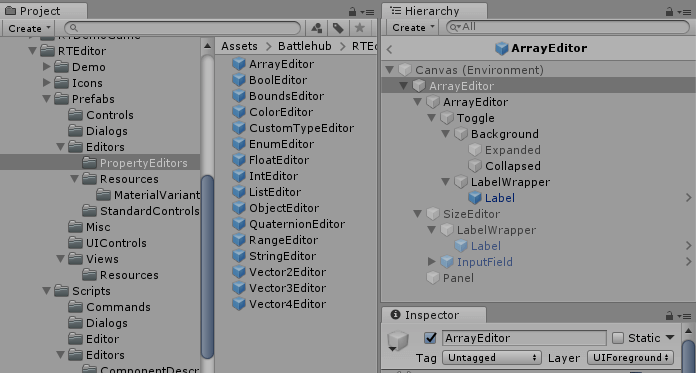 Project
Create
RTDemoGame
RTEditor
Demo
Icons
Prefabs
Controls
Dialogs
Editors
PropertyEditors
Resources
MaterialVariant
StandardControls
Misc
UIControls
Views
Resources
Scripts
Commands
Dialogs
Editor
Editors
ComponentDescr
Assets Battlehub RTE
ArrayEditor
BoolEditor
BoundsEditor
ColorEditor
CustomTypeEditor
EnumEditor
FloatEditor
IntEditor
ListEditor
ObjectEditor
QuaternionEditor
RangeEditor
StringEditor
Vector2Editor
Vector3Editor
Vector4Editor
Hierarchy
Create All
ArrayEditor
Canvas (Environment)
ArrayEditor
ArrayEditor
Toggle
Background
Expanded
Collapsed
LabelWrapper
Label
SizeEditor
LabelWrapper
Label
InputField
Panel
Inspector
ArrayEditor Static
Tag Untagged Layer UIForeground